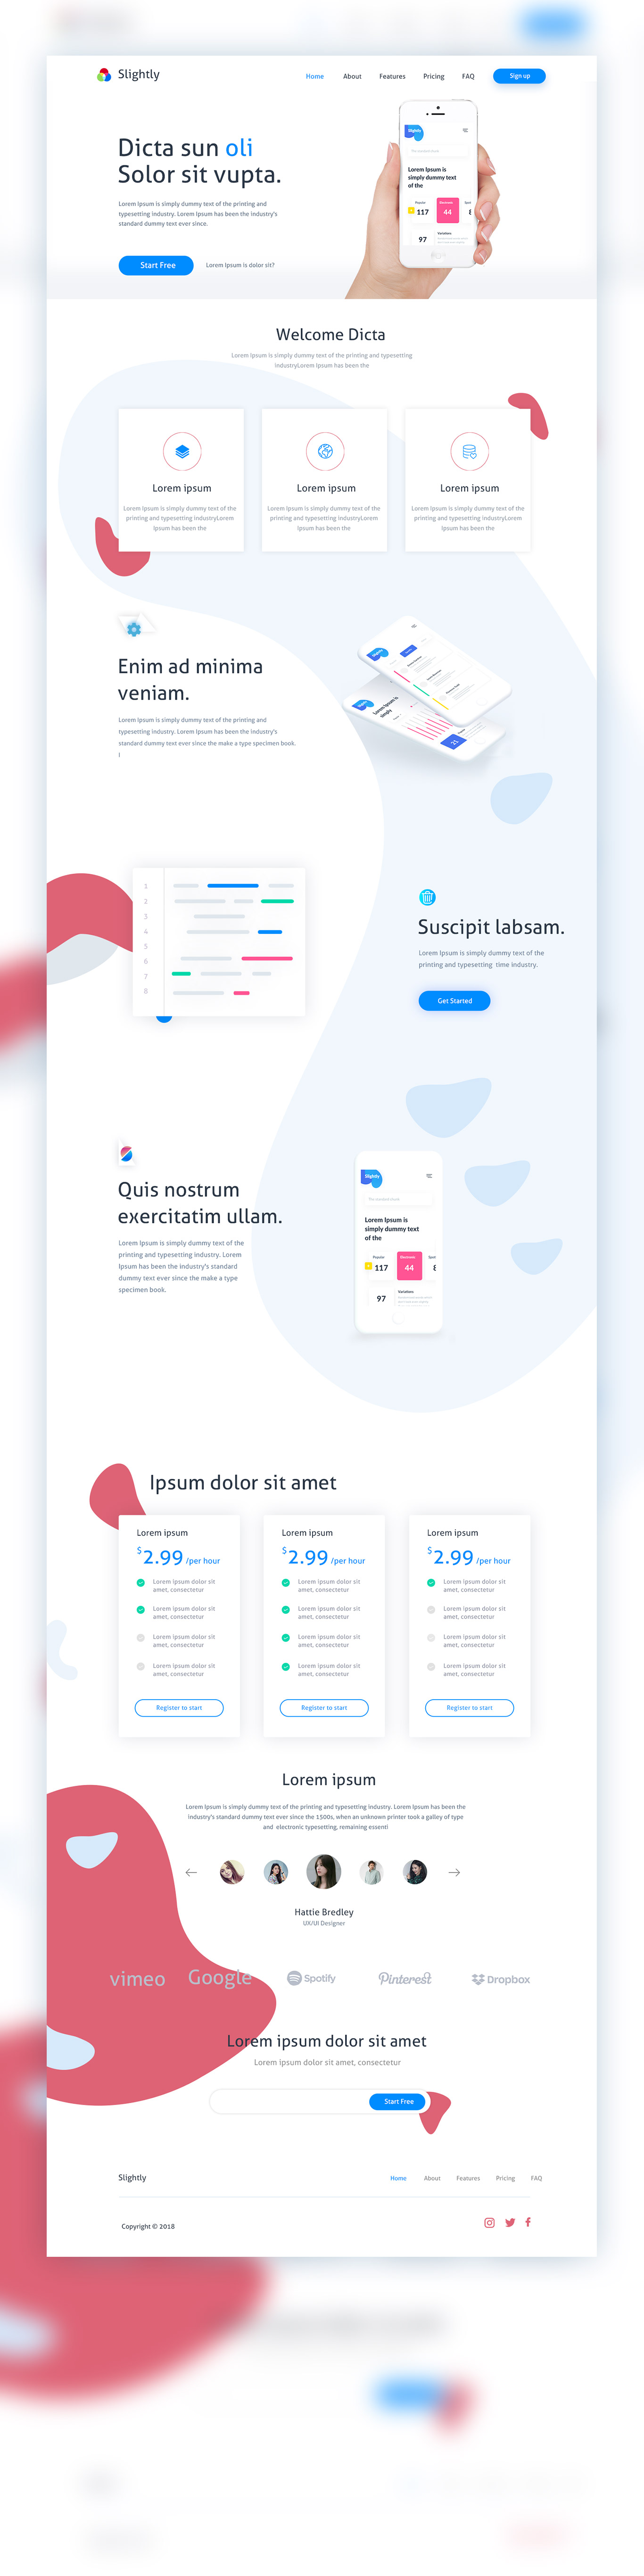 Slightly
Home
About
Features
Pricing
FAQ
Sign up
Dicta sun oli
Solor sit vupta.
Lorem Ipsum is simply dummy text of the printing and
typesetting industry. Lorem Ipsum has been the industry's
standard dummy text ever since.
Start Free
Lorem Ipsum is dolor sit?
Slightly
Lorem Ipsum is
simply dummy text
of the
Popular
117
44
97
Variations
Welcome Dicta
Lorem Ipsum is simply dummy text of the printing and typesetting
industryLorem Ipsum has been the
Lorem ipsum
Lorem Ipsum is simply dummy text of the
printing and typesetting industryLorem
Ipsum has been the
Lorem ipsum
Lorem Ipsum is simply dummy text of the
printing and typesetting industryLorem
Ipsum has been the
Lorem ipsum
Lorem Ipsum is simply dummy text of the
printing and typesetting industryLorem
Ipsum has been the
Enim ad minima
veniam.
Lorem Ipsum is simply dummy text of the printing and
typesetting industry. Lorem Ipsum has been the industry's
standard dummy text ever since the make a type specimen book.
I
Slightly
Slightly
Lorem Ipsum is
simply
1
2
3
4
5
6
7
8
Suscipit labsam.
Lorem Ipsum is simply dummy text of the
printing and typesetting  time industry.
Get Started
Quis nostrum
exercitatim ullam.
Lorem Ipsum is simply dummy text of the
printing and typesetting industry. Lorem
Ipsum has been the industry's standard
dummy text ever since the make a type
specimen book.
Slightly
Lorem Ipsum is
simply dummy text
of the
Popular
117
44
97
Variations
Ipsum dolor sit amet
Lorem ipsum
$2.99 /per hour
Lorem ipsum dolor sit
amet, consectetur
Lorem ipsum dolor sit
amet, consectetur
Lorem ipsum dolor sit
amet, consectetur
Lorem ipsum dolor sit
amet, consectetur
Register to start
Lorem ipsum
$2.99 /per hour
Lorem ipsum dolor sit
amet, consectetur
Lorem ipsum dolor sit
amet, consectetur
Lorem ipsum dolor sit
amet, consectetur
Lorem ipsum dolor sit
amet, consectetur
Register to start
Lorem ipsum
$2.99 /per hour
Lorem ipsum dolor sit
amet, consectetur
Lorem ipsum dolor sit
amet, consectetur
Lorem ipsum dolor sit
amet, consectetur
Lorem ipsum dolor sit
amet, consectetur
Register to start
Lorem ipsum
Lorem Ipsum is simply dummy text of the printing and typesetting industry. Lorem Ipsum has been the
industry's standard dummy text ever since the 1500s, when an unknown printer took a galley of type
and  electronic typesetting, remaining essenti
Hattie Bredley
UX/UI Designer
vimeo
Google
Spotify
Pinterest
Dropbox
Lorem ipsum dolor sit amet
Lorem ipsum dolor sit amet, consectetur
Start Free
Slightly
Home
About
Features
Pricing
FAQ
Copyright © 2018